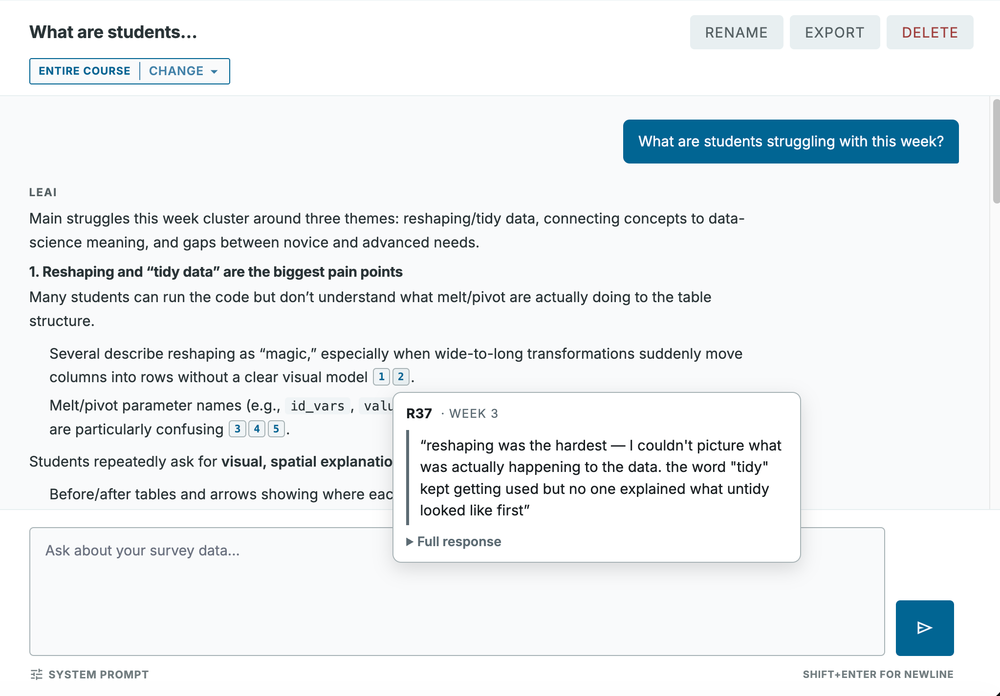 What are students...
RENAME
EXPORT
DELETE
ENTIRE COURSE
CHANGE
What are students struggling with this week?
LEAI
Main struggles this week cluster around three themes: reshaping/tidy data, connecting concepts to data-
science meaning, and gaps between novice and advanced needs.
1. Reshaping and “tidy data” are the biggest pain points
Many students can run the code but don’t understand what melt/pivot are actually doing to the table
structure.
Several describe reshaping as “magic,” especially when wide-to-long transformations suddenly move
columns into rows without a clear visual model 1 2.
Melt/pivot parameter names (e.g., id_vars,
are particularly confusing 3 4 5.
Students repeatedly ask for visual, spatial
Before/after tables and arrows showing where
R37 · WEEK 3
“reshaping was the hardest — I couldn't picture what
was actually happening to the data. the word "tidy"
kept getting used but no one explained what untidy
looked like first”
Full response
Ask about your survey data...
SYSTEM PROMPT
SHIFT+ENTER FOR NEWLINE